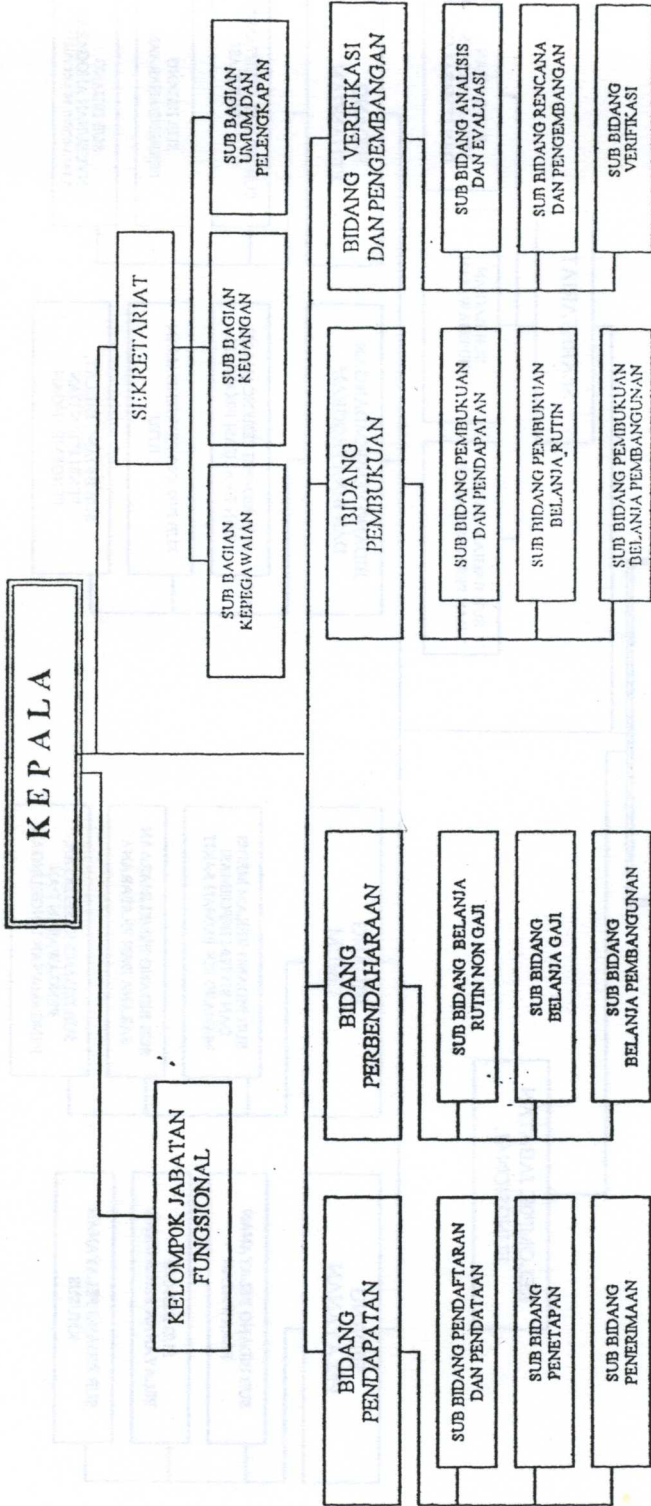 KEPALA
KELOMPOK JABATAN
FUNGSIONAL
SEKRETARIAT
SUB BAGIAN
KEPEGAWAIAN
SUB BAGIAN
KEUANGAN
SUB BAGIAN
UMUM DAN
PELENGKAPAN
BIDANG
PENDAPATAN
SUB BIDANG PENDAFTARAN
DAN PENDATAAN
SUB BIDANG
PENETAPAN
SUB BIDANG
PENERIMAAN
BIDANG
PERBENDAHARAAN
SUB BIDANG BELANJA
RUTIN NON GAJI
SUB BIDANG
BELANJA GAJI
SUB BIDANG
BELANJA PEMBANGUNAN
BIDANG
PEMBUKUAN
SUB BIDANG PEMBUKUAN
DAN PENDAPATAN
SUB BIDANG PEMBUKUAN
BELANJA RUTIN
SUB BIDANG PEMBUKUAN
BELANJA PEMBANGUNAN
BIDANG VERIFIKASI
DAN PENGEMBANGAN
SUB BIDANG ANALISIS
DAN EVALUASI
SUB BIDANG RENCANA
DAN PENGEMBANGAN
SUB BIDANG
VERIFIKASI